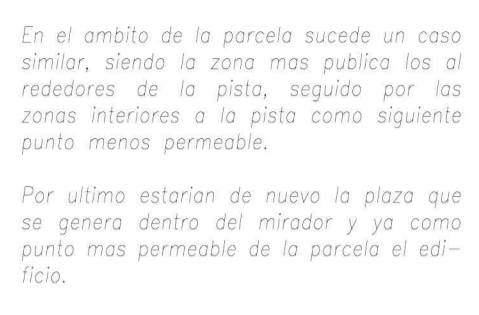 En el ambito de la parcela sucede un caso
similar, siendo la zona mas publica los al
rededores de la pista, seguido por las
zonas interiores a la pista como siguiente
punto menos permeable.

Por ultimo estarian de nuevo la plaza que
se genera dentro del mirador y ya como
punto mas permeable de la parcela el edi-
ficio.